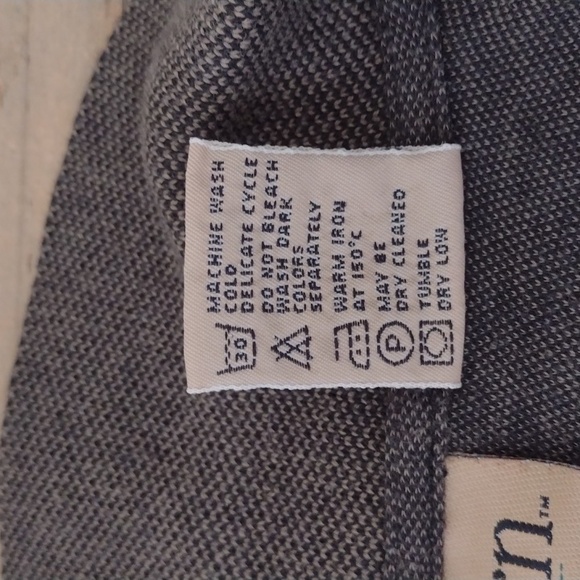 MACHINE WASH
COLD
DELICATE CYCLE
DO NOT BLEACH
WASH DARK
COLORS
SEPARATELY
WARM IRON
AT 150°C
MAY BE
DRY CLEANED
TUMBLE
DRY LOW
30
P
TM